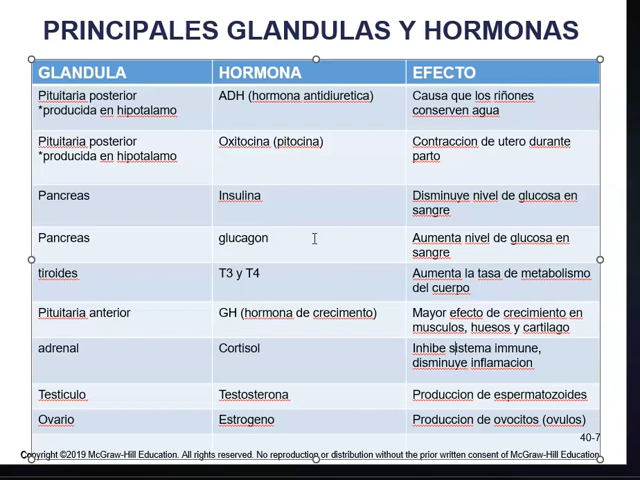 PRINCIPALES GLANDULAS Y HORMONAS
GLANDULA HORMONA EFECTO
Pituitaria posterior ADH (hormona antidiuretica) Causa que los riñones
*producida en hipotalamo conserven agua
Pituitaria posterior Oxitocina (pitocina) Contraccion de utero durante
*producida en hipotalamo parto
Pancreas Insulina Disminuye nivel de glucosa en
sangre
Pancreas glucagon Aumenta nivel de glucosa en
sangre
tiroides T3 y T4 Aumenta la tasa de metabolismo
del cuerpo
Pituitaria anterior GH (hormona de crecimento) Mayor efecto de crecimiento en
musculos, huesos y cartilago
adrenal Cortisol Inhibe sistema immune,
disminuye inflamacion
Testiculo Testosterona Produccion de espermatozoides
Ovario Estrogeno Produccion de ovocitos (ovulos)
40-7
Copyright ©2019 McGraw-Hill Education. All rights reserved. No reproduction or distribution without the prior written consent of McGraw-Hill Education